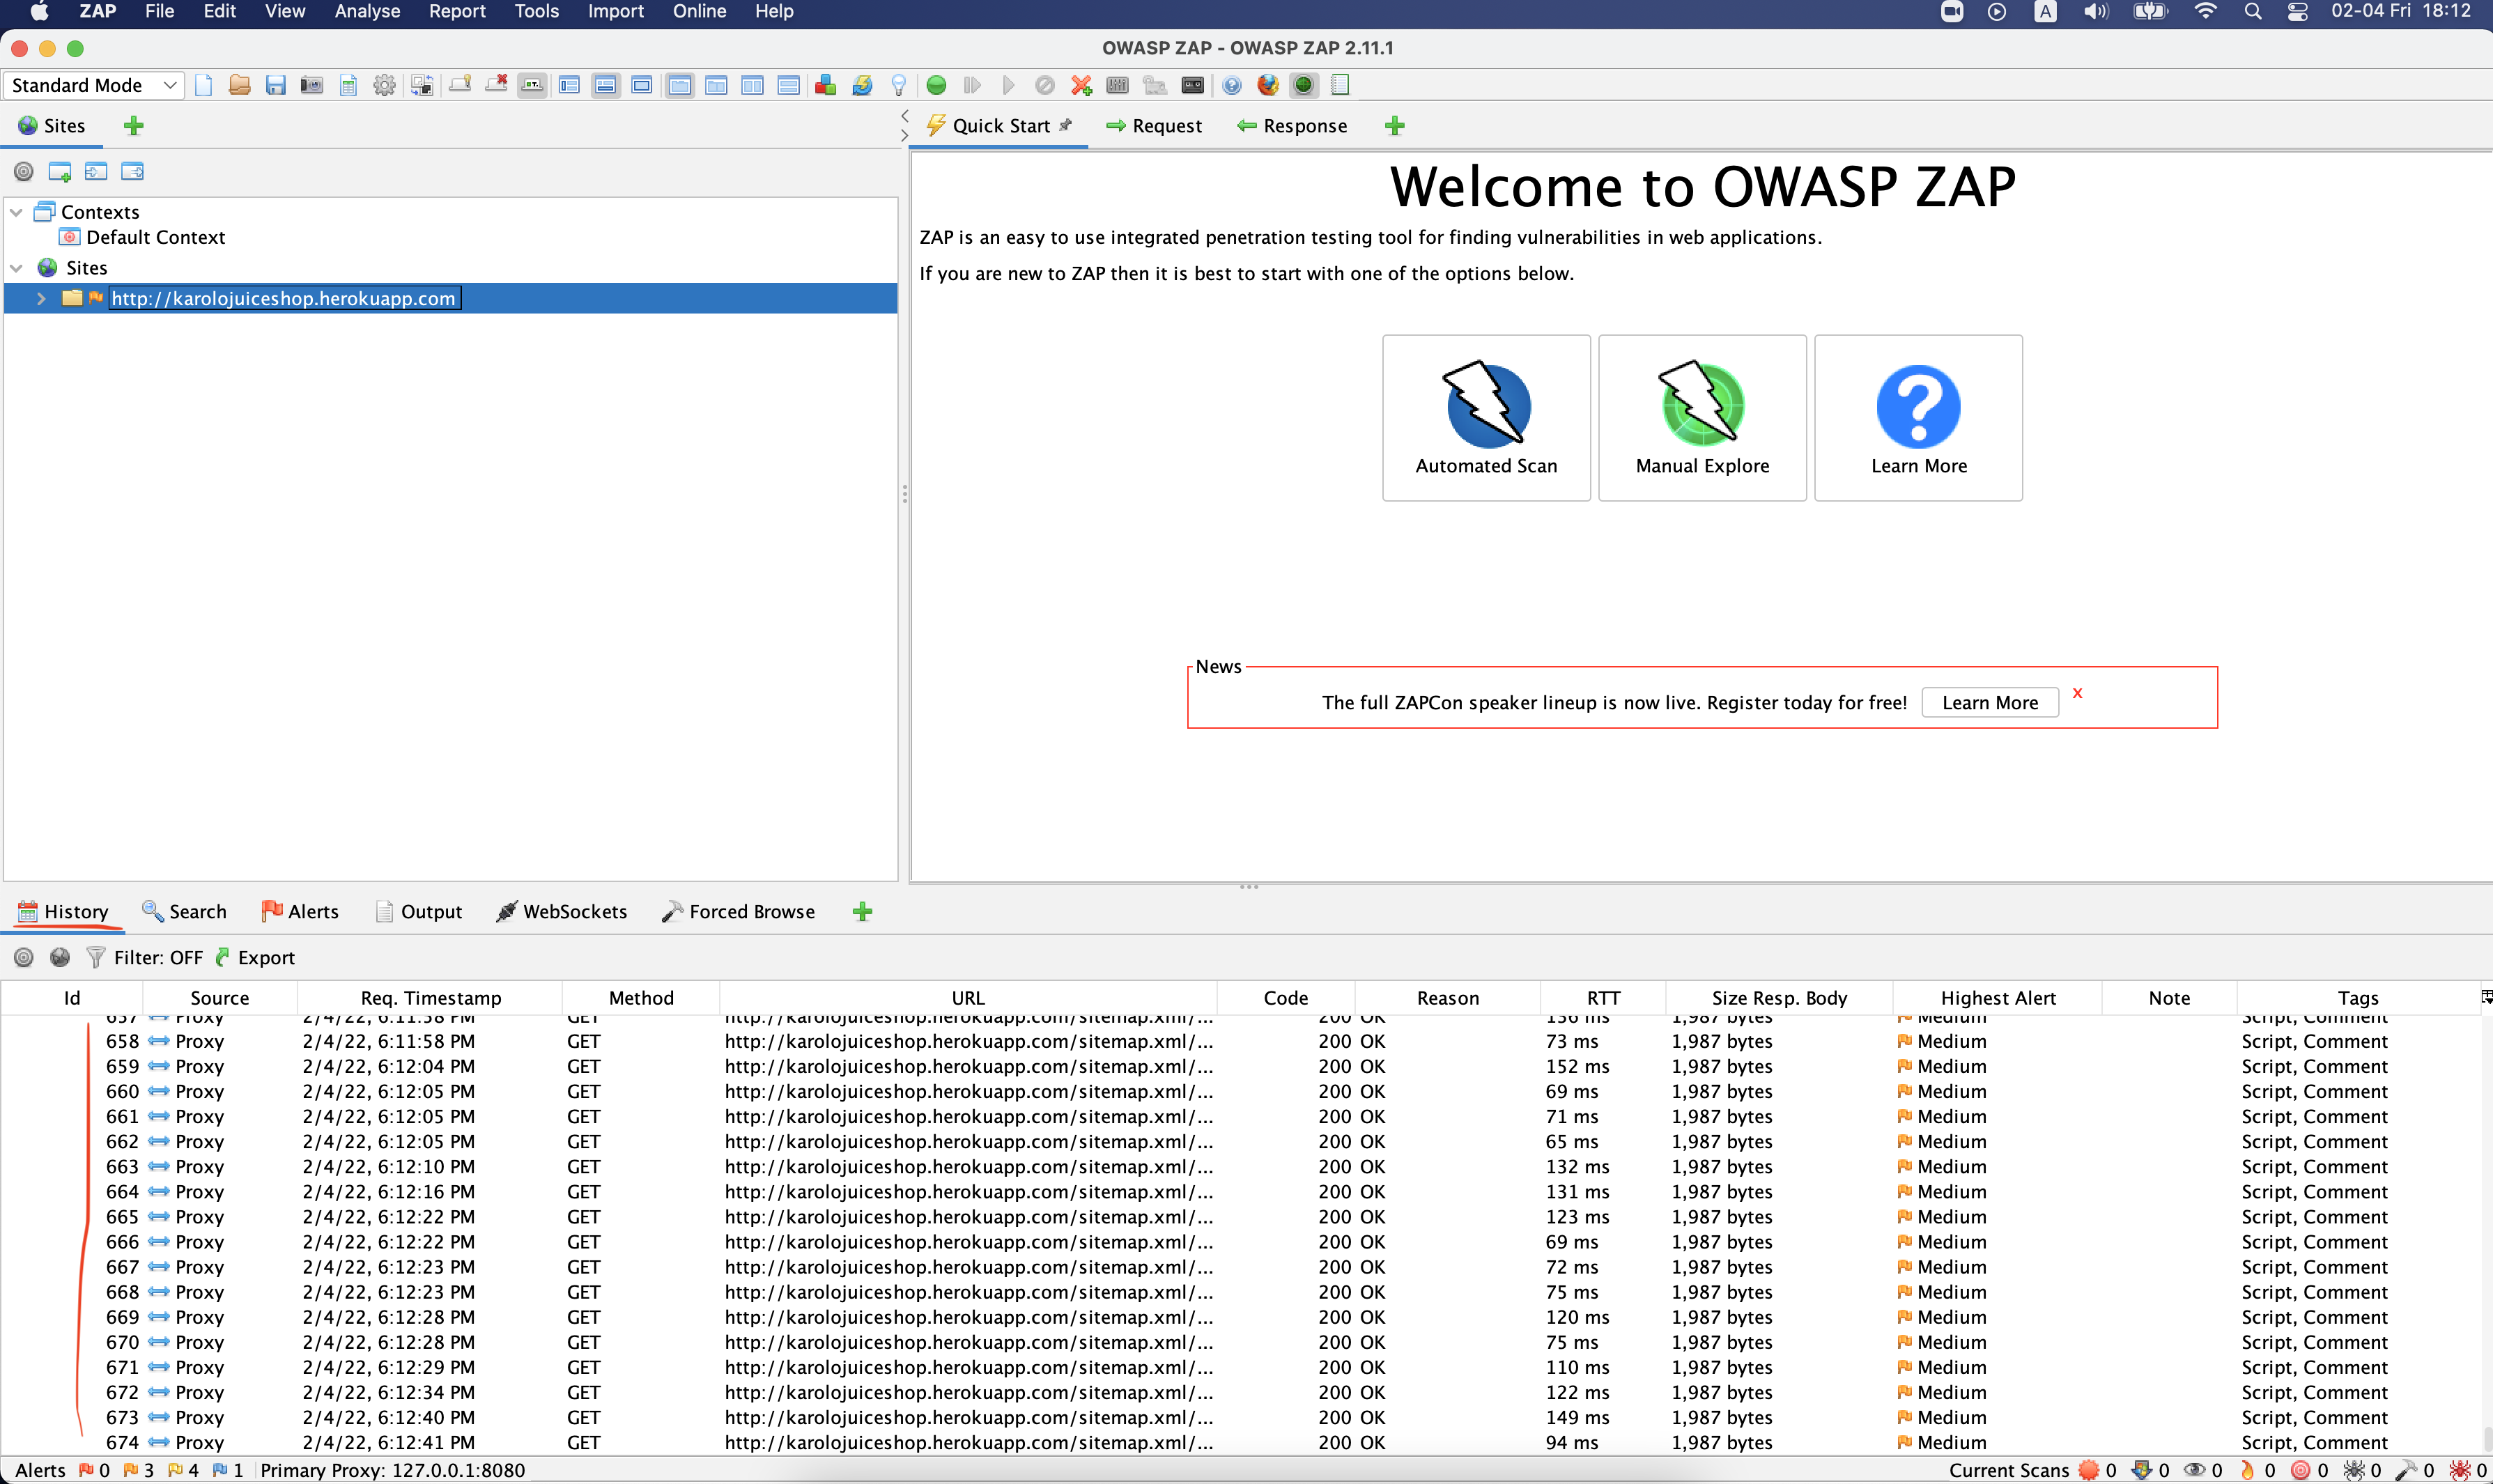 ZAP File Edit View Analyse Report Tools Import Online Help A 02-04 Fri 18:12
OWASP ZAP - OWASP ZAP 2.11.1
Standard Mode
Sites
Quick Start Request Response
Contexts
Default Context
Sites
http://karolojuiceshop.herokuapp.com
Welcome to OWASP ZAP
ZAP is an easy to use integrated penetration testing tool for finding vulnerabilities in web applications.
If you are new to ZAP then it is best to start with one of the options below.
Automated Scan Manual Explore Learn More
News
The full ZAPCon speaker lineup is now live. Register today for free! Learn More x
History Search Alerts Output WebSockets Forced Browse
Filter: OFF Export
Id Source Req. Timestamp Method URL Code Reason RTT Size Resp. Body Highest Alert Note Tags
657 Proxy 2/4/22, 6:11:58 PM GET http://karolojuiceshop.herokuapp.com/sitemap.xml/... 200 OK 136 ms 1,987 bytes Medium Script, Comment
658 Proxy 2/4/22, 6:11:58 PM GET http://karolojuiceshop.herokuapp.com/sitemap.xml/... 200 OK 73 ms 1,987 bytes Medium Script, Comment
659 Proxy 2/4/22, 6:12:04 PM GET http://karolojuiceshop.herokuapp.com/sitemap.xml/... 200 OK 152 ms 1,987 bytes Medium Script, Comment
660 Proxy 2/4/22, 6:12:05 PM GET http://karolojuiceshop.herokuapp.com/sitemap.xml/... 200 OK 69 ms 1,987 bytes Medium Script, Comment
661 Proxy 2/4/22, 6:12:05 PM GET http://karolojuiceshop.herokuapp.com/sitemap.xml/... 200 OK 71 ms 1,987 bytes Medium Script, Comment
662 Proxy 2/4/22, 6:12:05 PM GET http://karolojuiceshop.herokuapp.com/sitemap.xml/... 200 OK 65 ms 1,987 bytes Medium Script, Comment
663 Proxy 2/4/22, 6:12:10 PM GET http://karolojuiceshop.herokuapp.com/sitemap.xml/... 200 OK 132 ms 1,987 bytes Medium Script, Comment
664 Proxy 2/4/22, 6:12:16 PM GET http://karolojuiceshop.herokuapp.com/sitemap.xml/... 200 OK 131 ms 1,987 bytes Medium Script, Comment
665 Proxy 2/4/22, 6:12:22 PM GET http://karolojuiceshop.herokuapp.com/sitemap.xml/... 200 OK 123 ms 1,987 bytes Medium Script, Comment
666 Proxy 2/4/22, 6:12:22 PM GET http://karolojuiceshop.herokuapp.com/sitemap.xml/... 200 OK 69 ms 1,987 bytes Medium Script, Comment
667 Proxy 2/4/22, 6:12:23 PM GET http://karolojuiceshop.herokuapp.com/sitemap.xml/... 200 OK 72 ms 1,987 bytes Medium Script, Comment
668 Proxy 2/4/22, 6:12:23 PM GET http://karolojuiceshop.herokuapp.com/sitemap.xml/... 200 OK 75 ms 1,987 bytes Medium Script, Comment
669 Proxy 2/4/22, 6:12:28 PM GET http://karolojuiceshop.herokuapp.com/sitemap.xml/... 200 OK 120 ms 1,987 bytes Medium Script, Comment
670 Proxy 2/4/22, 6:12:28 PM GET http://karolojuiceshop.herokuapp.com/sitemap.xml/... 200 OK 75 ms 1,987 bytes Medium Script, Comment
671 Proxy 2/4/22, 6:12:29 PM GET http://karolojuiceshop.herokuapp.com/sitemap.xml/... 200 OK 110 ms 1,987 bytes Medium Script, Comment
672 Proxy 2/4/22, 6:12:34 PM GET http://karolojuiceshop.herokuapp.com/sitemap.xml/... 200 OK 122 ms 1,987 bytes Medium Script, Comment
673 Proxy 2/4/22, 6:12:40 PM GET http://karolojuiceshop.herokuapp.com/sitemap.xml/... 200 OK 149 ms 1,987 bytes Medium Script, Comment
674 Proxy 2/4/22, 6:12:41 PM GET http://karolojuiceshop.herokuapp.com/sitemap.xml/... 200 OK 94 ms 1,987 bytes Medium Script, Comment
Alerts 0 3 4 1 Primary Proxy: 127.0.0.1:8080 Current Scans 0 0 0 0 0 0 0 0